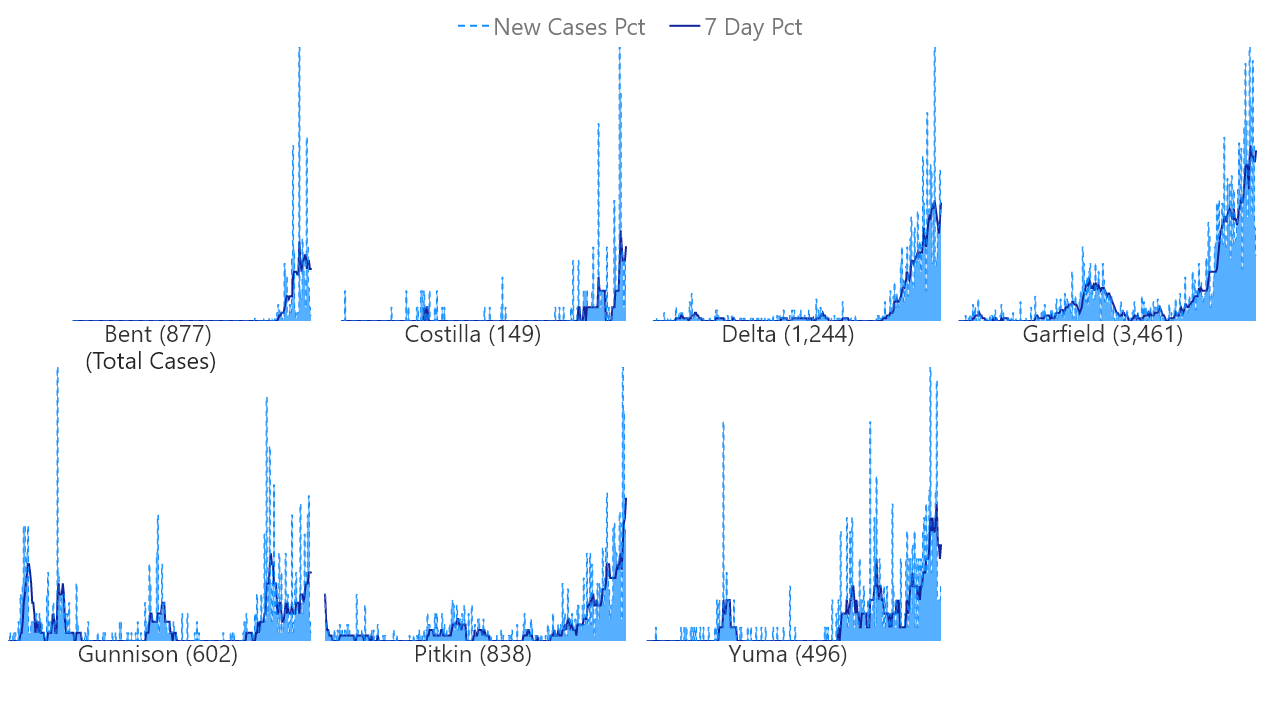 New Cases Pct 7 Day Pct
Bent (877)
(Total Cases)
Costilla (149)
Delta (1,244)
Garfield (3,461)
Gunnison (602)
Pitkin (838)
Yuma (496)